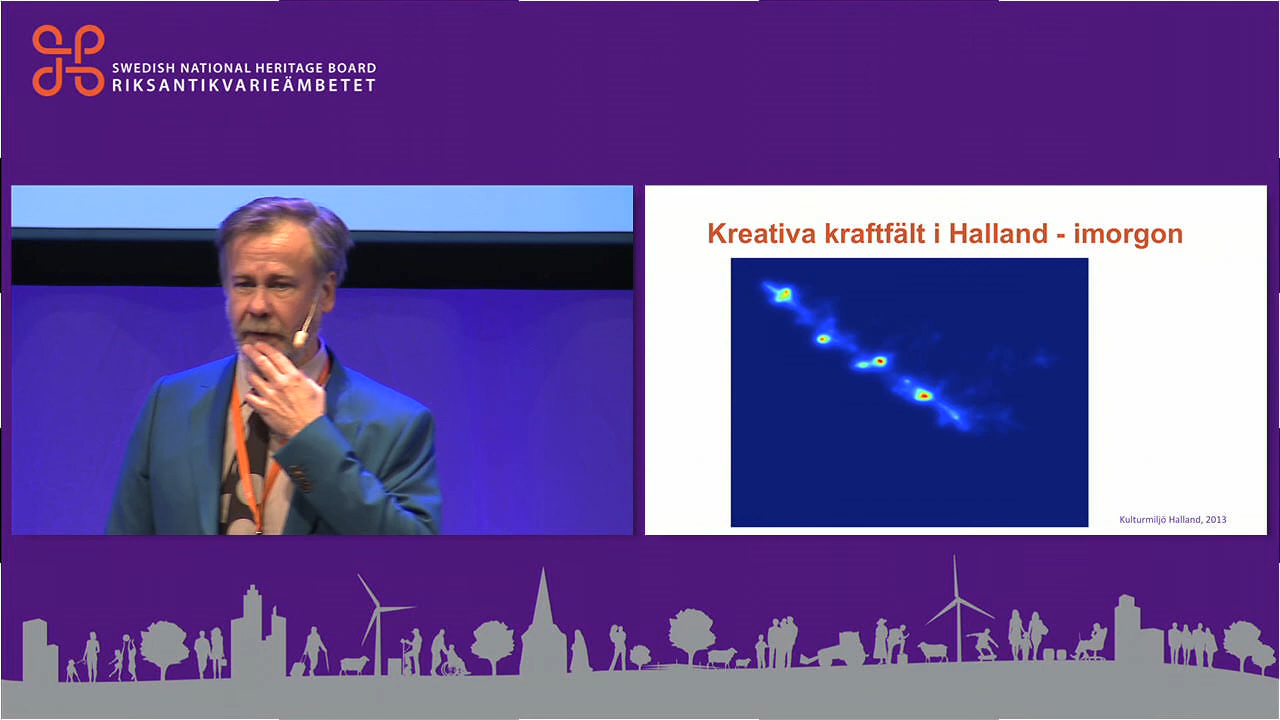 SWEDISH NATIONAL HERITAGE BOARD
RIKSANTIKVARIEÄMBETET
Kreativa kraftfält i Halland - imorgon
Kulturmiljö Halland, 2013